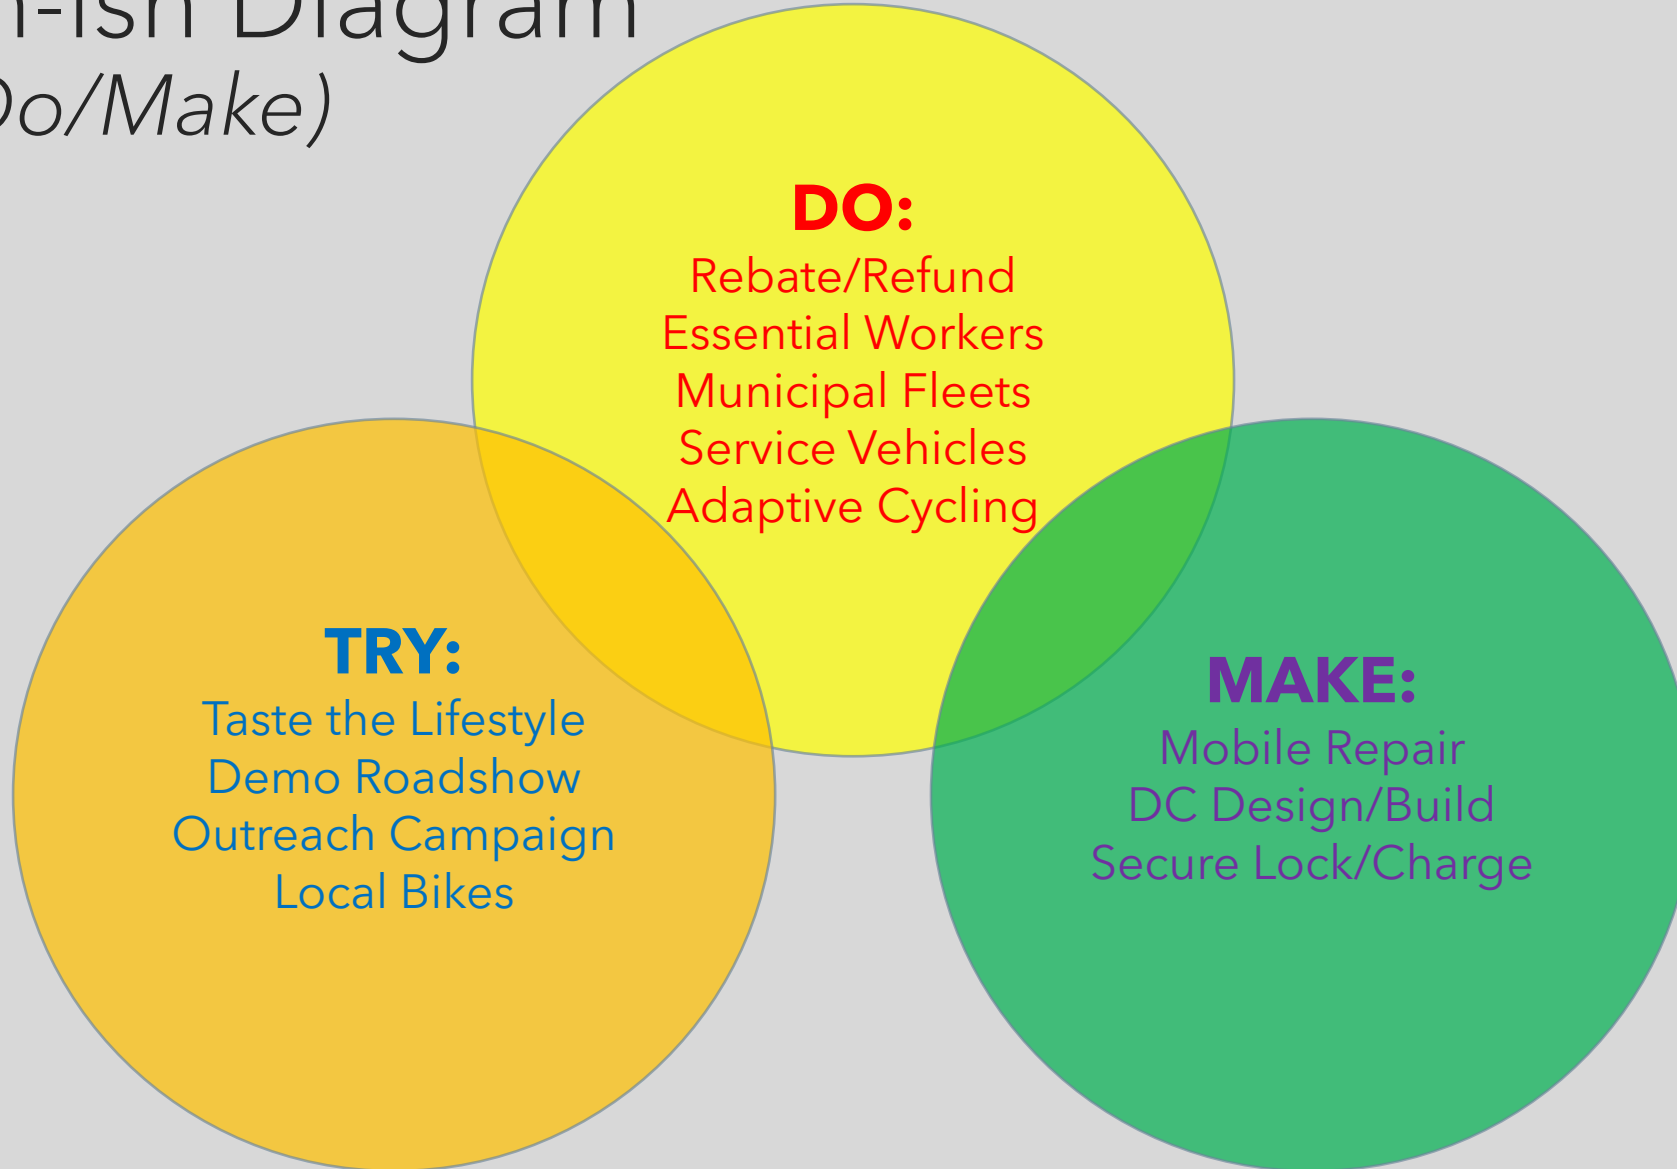 n-ish Diagram
Do/Make)
DO:
Rebate/Refund
Essential Workers
Municipal Fleets
Service Vehicles
Adaptive Cycling
TRY:
Taste the Lifestyle
Demo Roadshow
Outreach Campaign
Local Bikes
MAKE:
Mobile Repair
DC Design/Build
Secure Lock/Charge